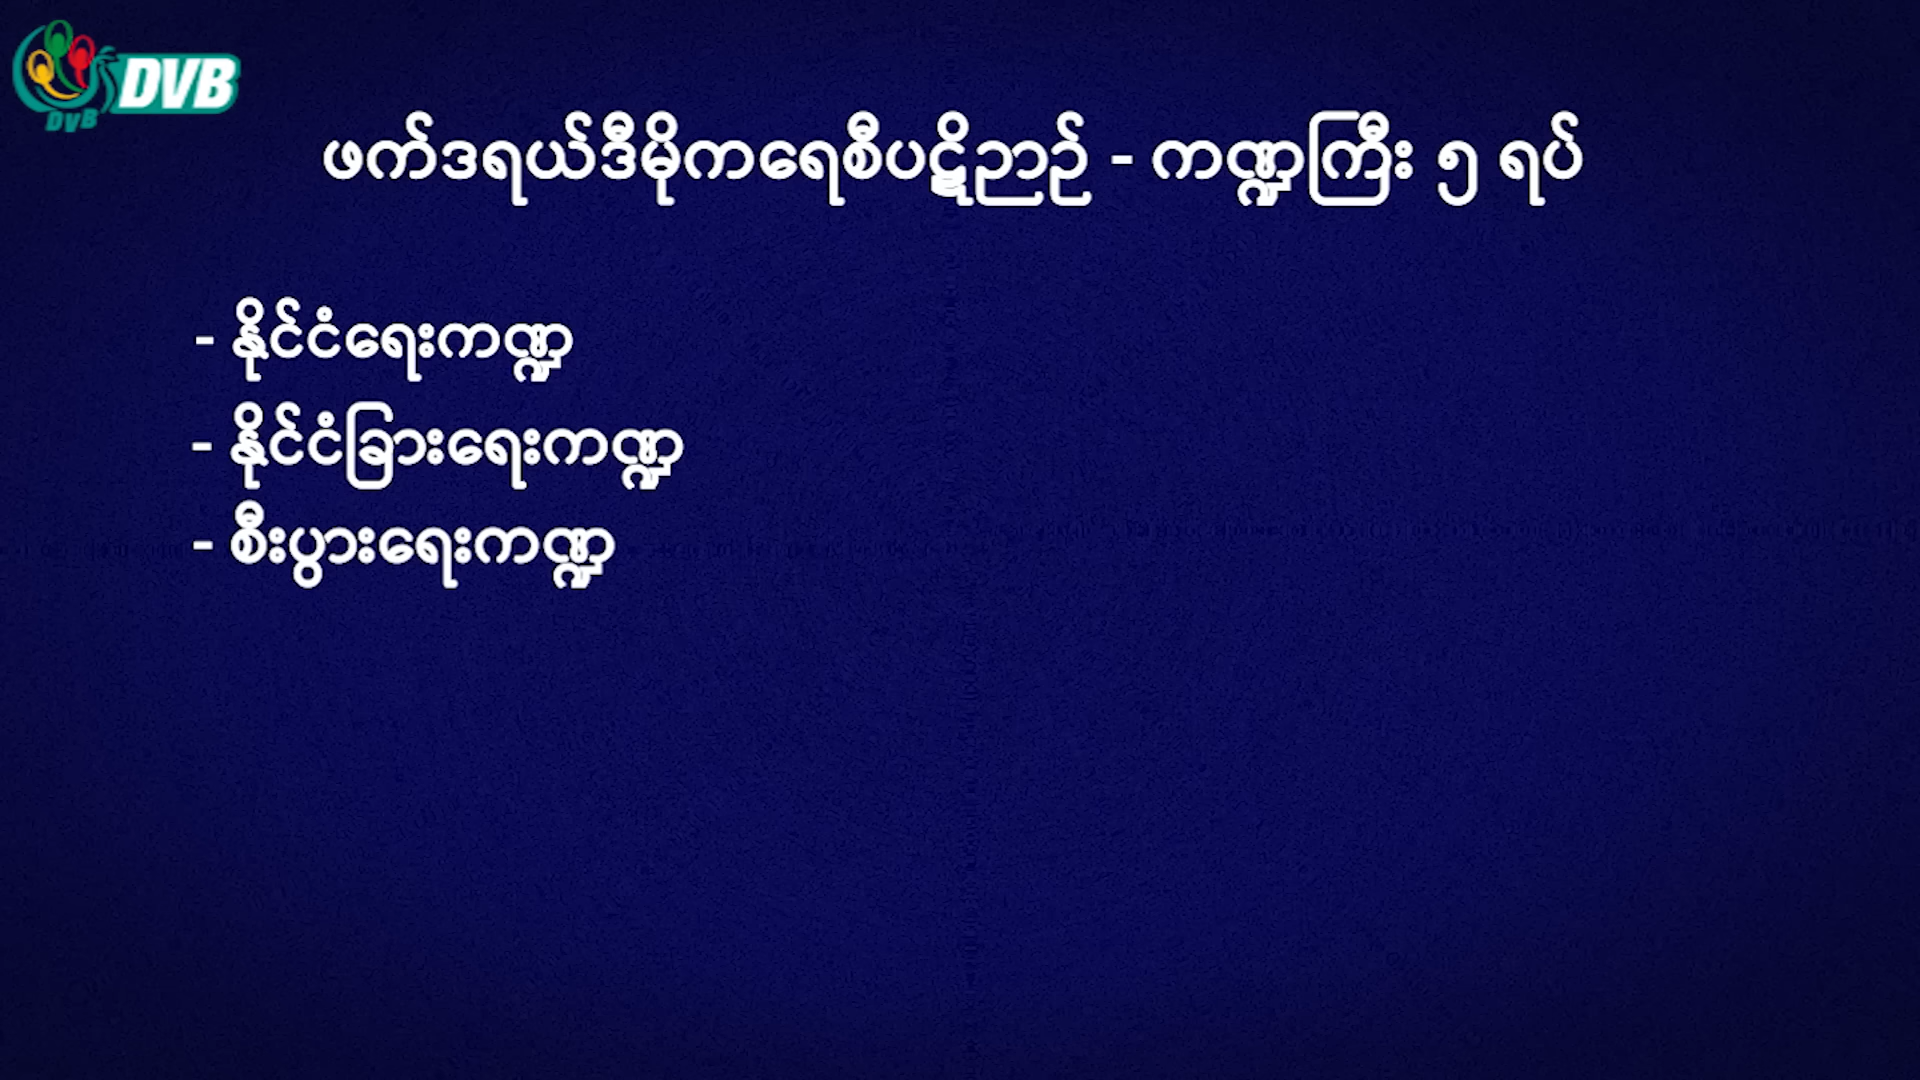 DVB
DVB
ဖက်ဒရယ်ဒီမိုကရေစီပဋိညာဉ် - ကဏ္ဍကြီး ၅ ရပ်
- နိုင်ငံရေးကဏ္ဍ
- နိုင်ငံခြားရေးကဏ္ဍ
- စီးပွားရေးကဏ္ဍ